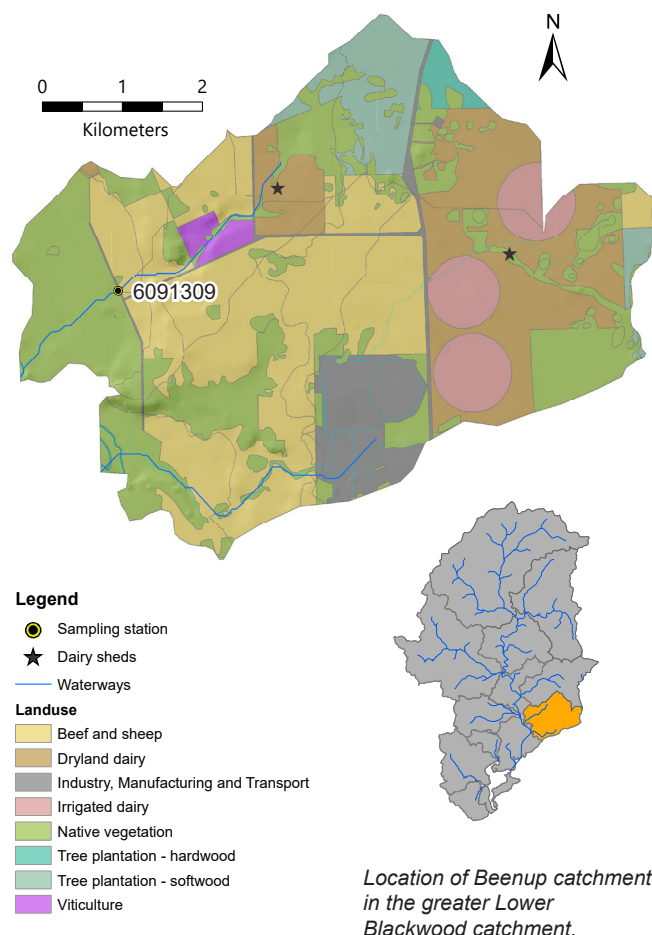 N
0 1 2
Kilometers
6091309
Legend
Sampling station
Dairy sheds
Waterways
Landuse
Beef and sheep
Dryland dairy
Industry, Manufacturing and Transport
Irrigated dairy
Native vegetation
Tree plantation - hardwood
Tree plantation - softwood
Viticulture
Location of Beenup catchment
in the greater Lower
Blackwood catchment.